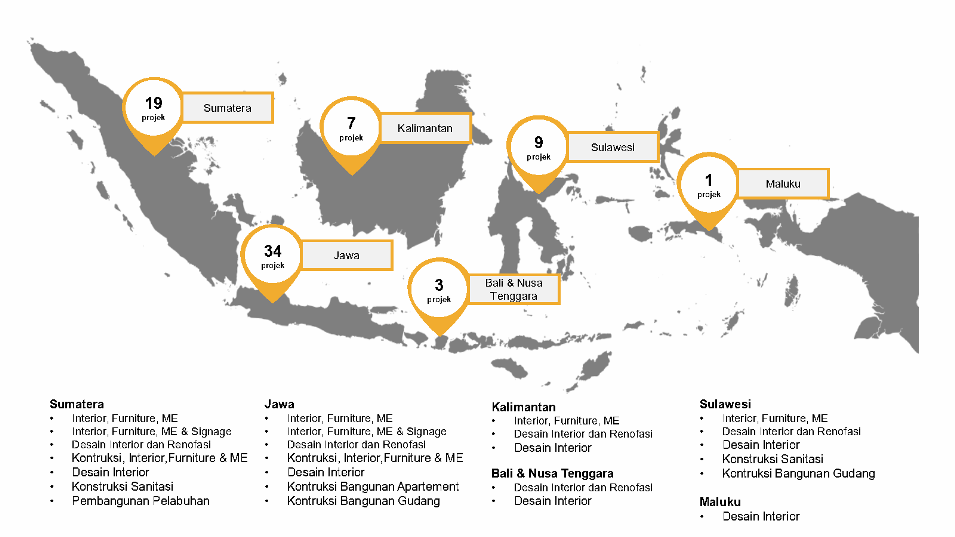 19
projek
Sumatera
7
projek
Kalimantan
9
projek
Sulawesi
1
projek
Maluku
34
projek
Jawa
3
projek
Bali & Nusa
Tenggara
Sumatera
• Interior, Furniture, ME
• Interior, Furniture, ME & Signage
• Desain Interior dan Renofasi
• Kontruksi, Interior,Furniture & ME
• Desain Interior
• Konstruksi Sanitasi
• Pembangunan Pelabuhan
Jawa
• Interior, Furniture, ME
• Interior, Furniture, ME & Signage
• Desain Interior dan Renofasi
• Kontruksi, Interior,Furniture & ME
• Desain Interior
• Kontruksi Bangunan Apartement
• Kontruksi Bangunan Gudang
Kalimantan
• Interior, Furniture, ME
• Desain Interior dan Renofasi
• Desain Interior
Bali & Nusa Tenggara
• Desain Interior dan Renofasi
• Desain Interior
Sulawesi
• Interior, Furniture, ME
• Desain Interior dan Renofasi
• Desain Interior
• Konstruksi Sanitasi
• Kontruksi Bangunan Gudang
Maluku
• Desain Interior